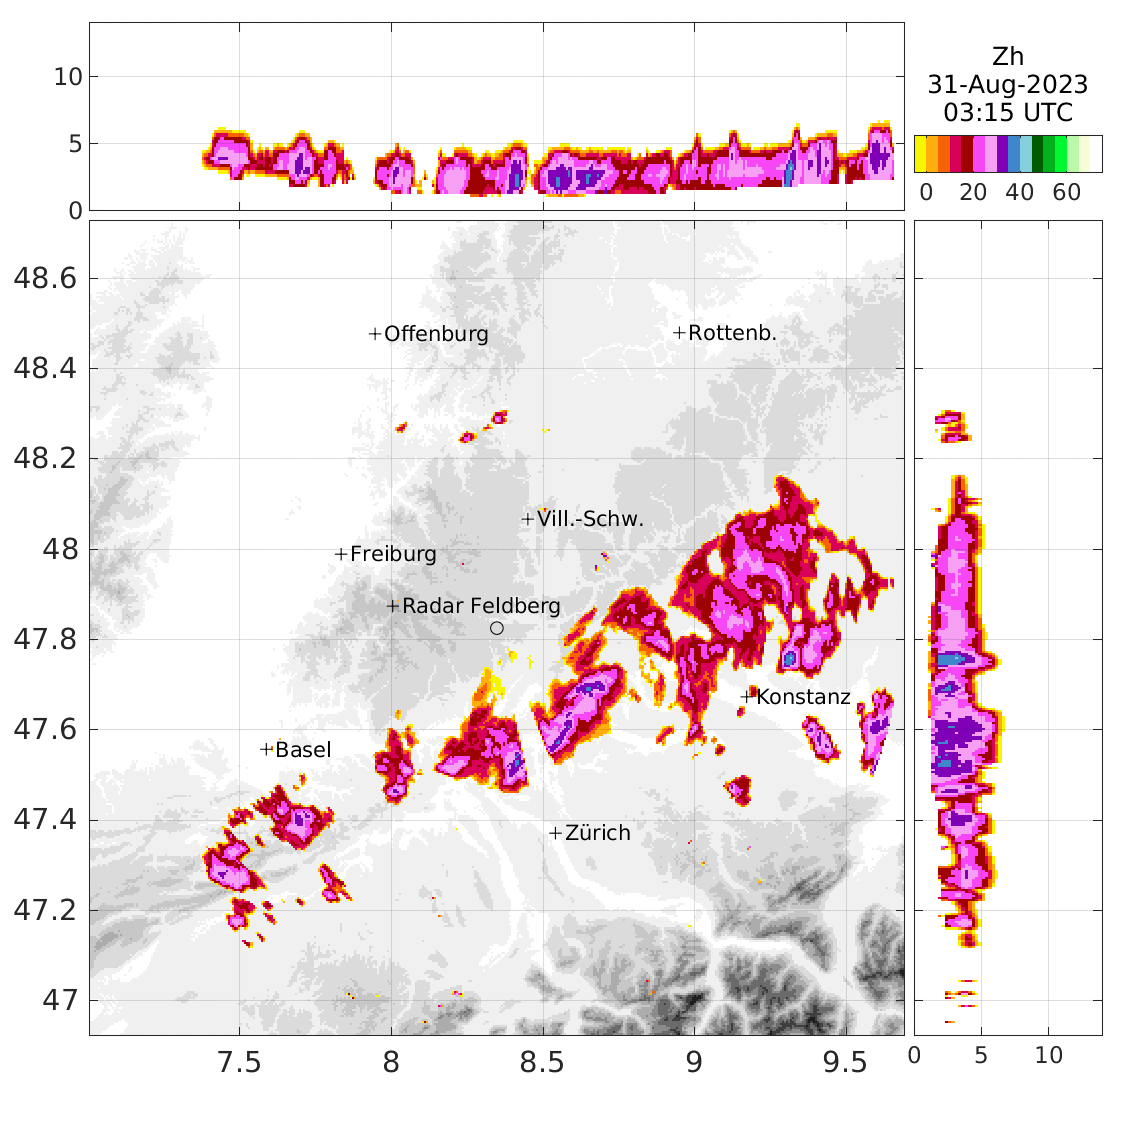 10
5
0
Zh
31-Aug-2023
03:15 UTC
0 20 40 60
48.6
48.4
48.2
48
47.8
47.6
47.4
47.2
47
+Offenburg
+Rottenb.
+Vill.-Schw.
+Freiburg
+Radar Feldberg
+Konstanz
+Basel
+Zürich
7.5 8 8.5 9 9.5
0 5 10